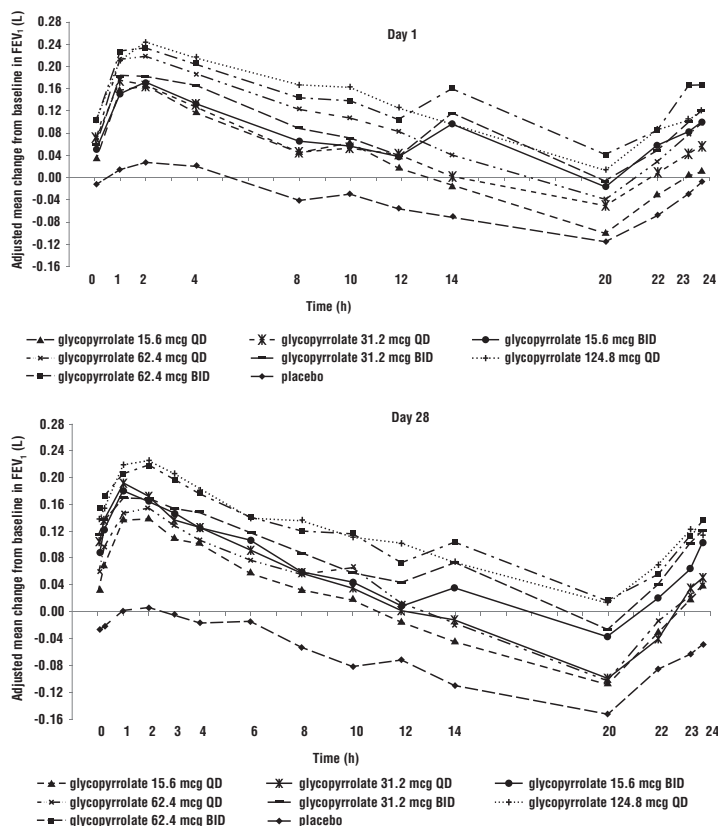 Day 1
Adjusted mean change from baseline in FEV₁ (L)
0.28
0.24
0.20
0.16
0.12
0.08
0.04
0.00
-0.04
-0.08
-0.12
-0.16
0 1 2 4 8 10 12 14 20 22 23 24
Time (h)
glycopyrrolate 15.6 mcg QD glycopyrrolate 31.2 mcg QD glycopyrrolate 15.6 mcg BID
glycopyrrolate 62.4 mcg QD glycopyrrolate 31.2 mcg BID glycopyrrolate 124.8 mcg QD
glycopyrrolate 62.4 mcg BID placebo
Day 28
Adjusted mean change from baseline in FEV₁ (L)
0.28
0.24
0.20
0.16
0.12
0.08
0.04
0.00
-0.04
-0.08
-0.12
-0.16
0 1 2 3 4 6 8 10 12 14 20 22 23 24
Time (h)
glycopyrrolate 15.6 mcg QD glycopyrrolate 31.2 mcg QD glycopyrrolate 15.6 mcg BID
glycopyrrolate 62.4 mcg QD glycopyrrolate 31.2 mcg BID glycopyrrolate 124.8 mcg QD
glycopyrrolate 62.4 mcg BID placebo